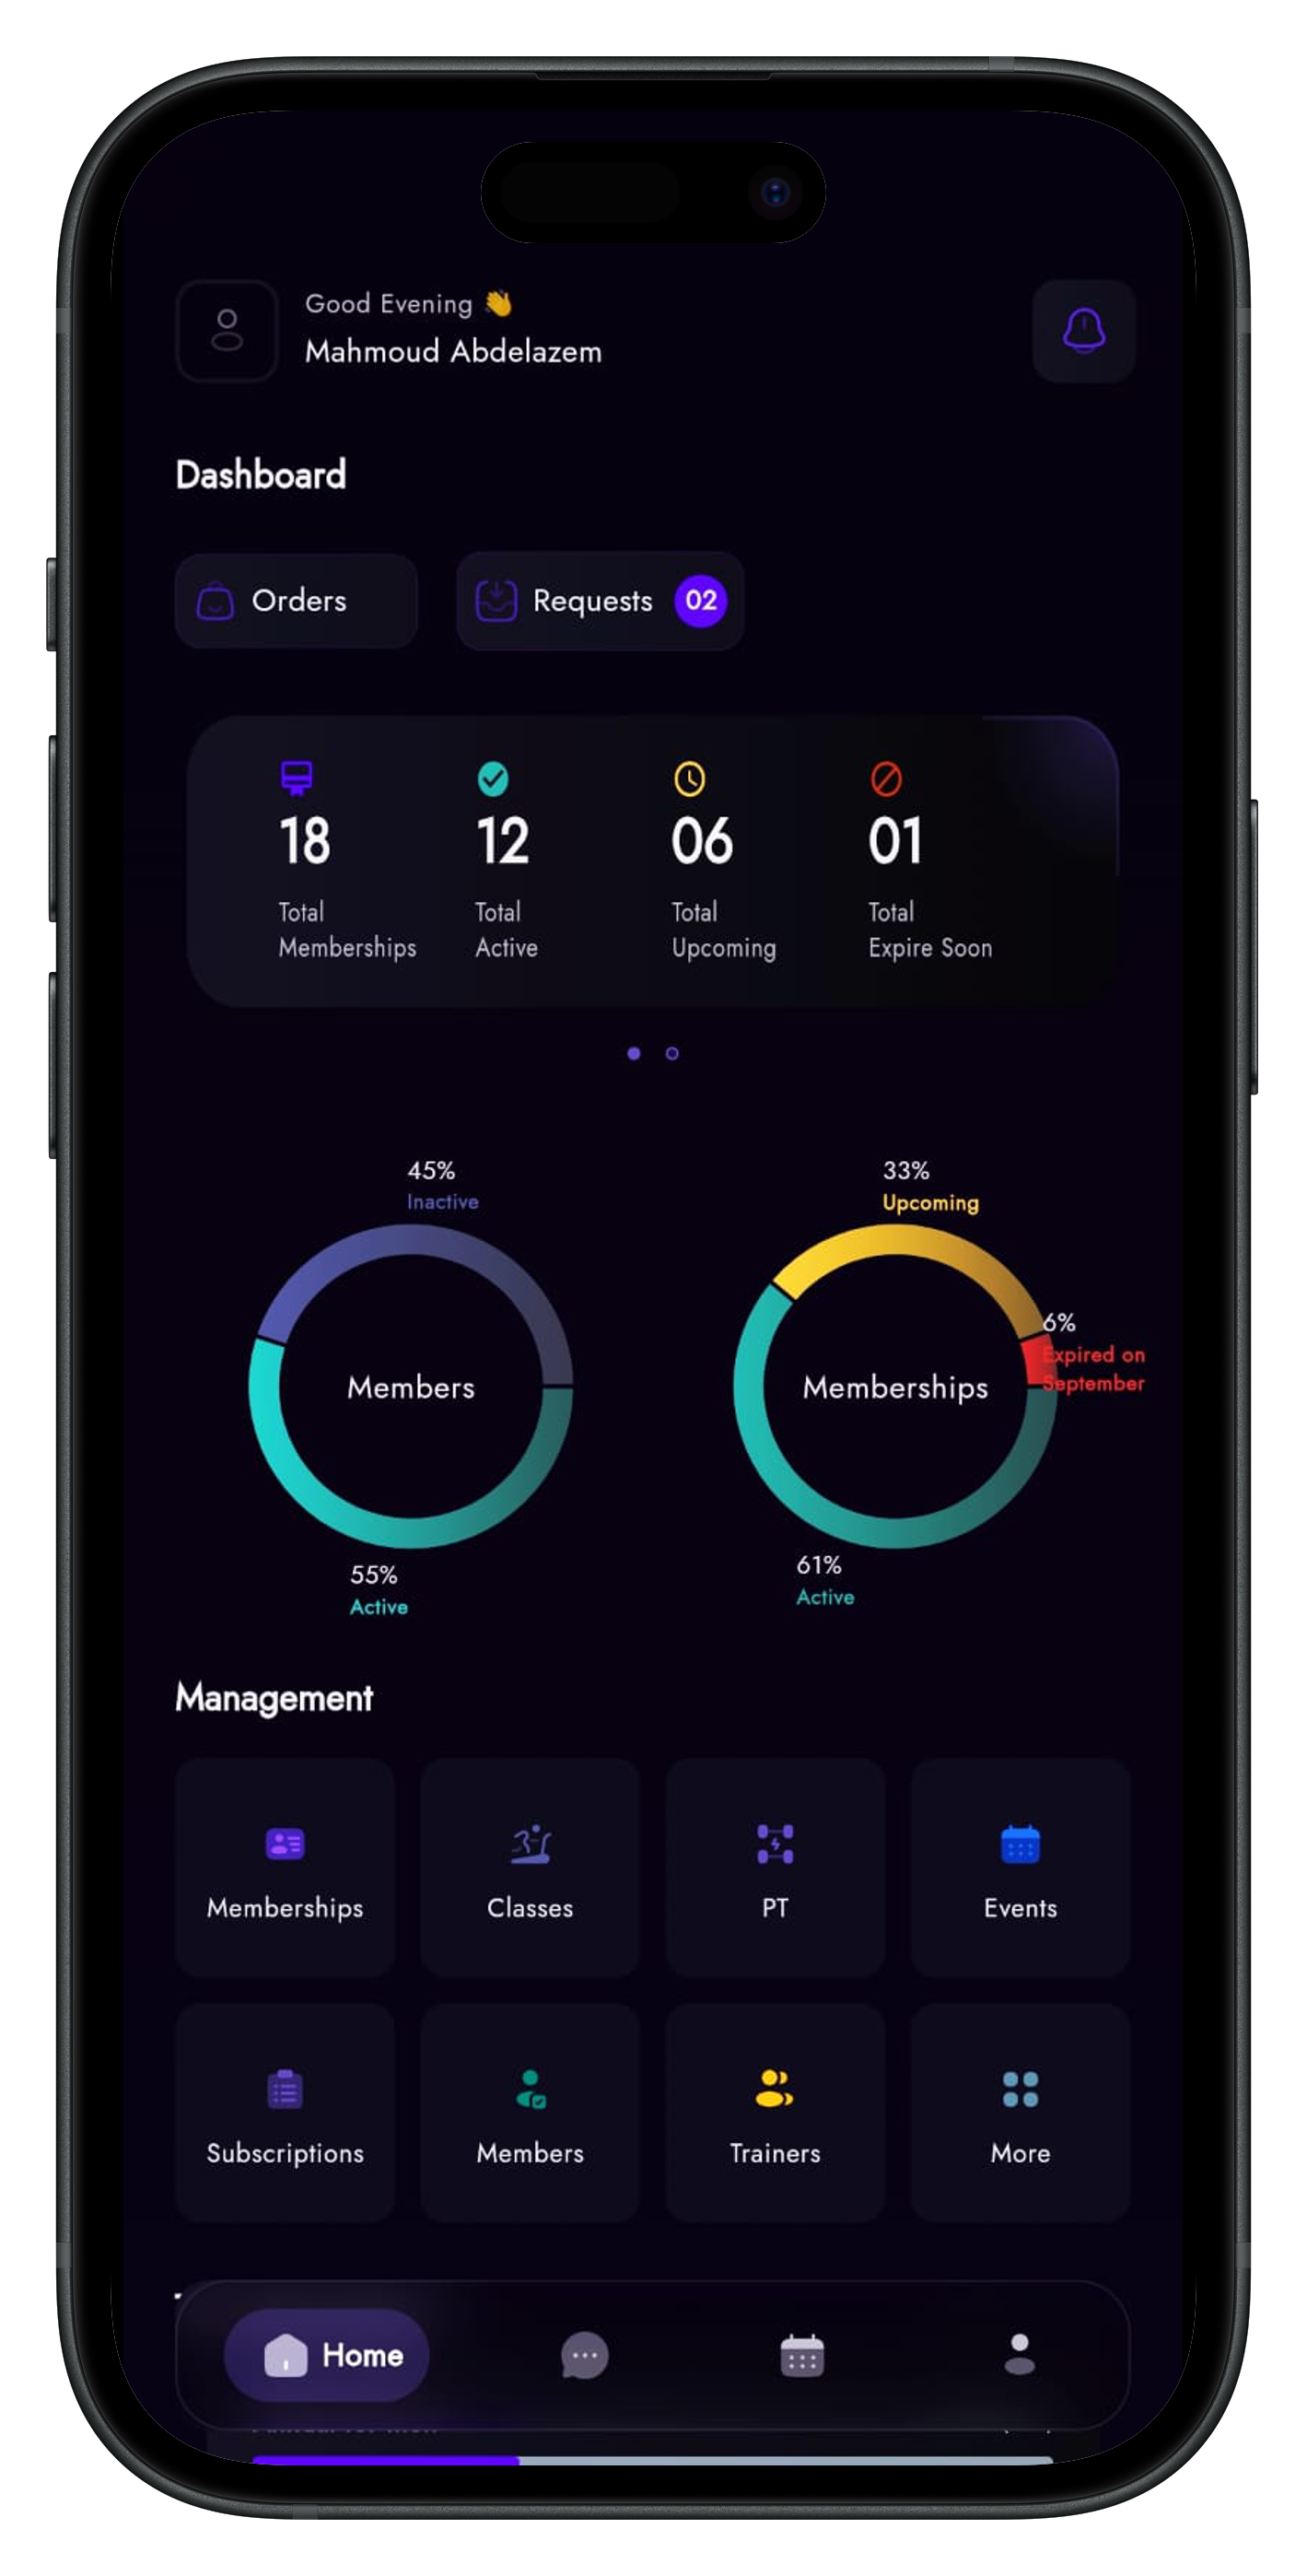 Good Evening 👋
Mahmoud Abdelazem
Dashboard
Orders
Requests 02
18 12 06 01
Total Total Total Total
Memberships Active Upcoming Expire Soon
45%
Inactive
33%
Upcoming
6%
Expired on
September
Members
Memberships
55%
Active
61%
Active
Management
Memberships Classes PT Events
Subscriptions Members Trainers More
Home